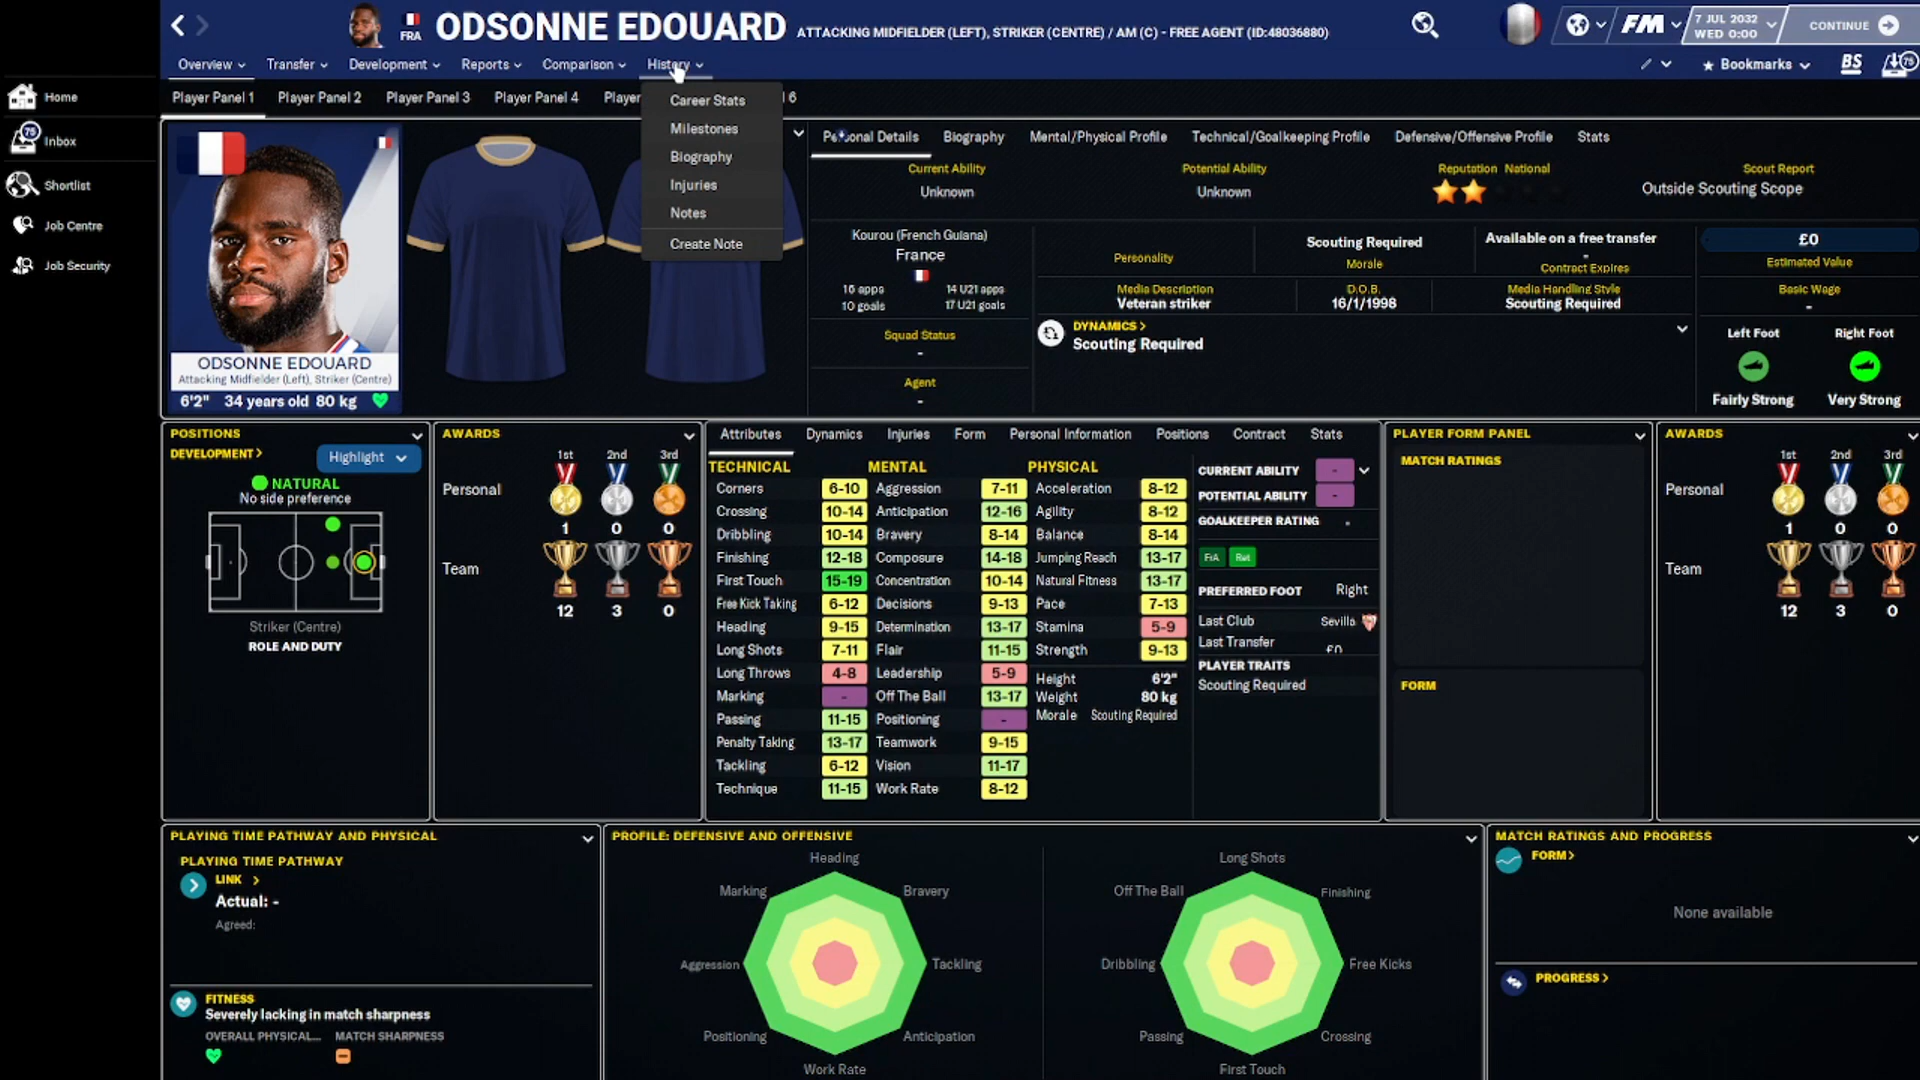 FRA
ODSONNE EDOUARD
ATTACKING MIDFIELDER (LEFT), STRIKER (CENTRE) / AM (C) - FREE AGENT (ID:48036880)
FM
7 JUL 2032
WED 0:00
CONTINUE
Overview
Transfer
Development
Reports
Comparison
History
Bookmarks
BS
75
Player Panel 1
Player Panel 2
Player Panel 3
Player Panel 4
Player
6
Home
75
Inbox
Shortlist
Job Centre
Job Security
Career Stats
Milestones
Biography
Injuries
Notes
Create Note
ODSONNE EDOUARD
Attacking Midfielder (Left), Striker (Centre)
6'2" 34 years old 80 kg
Personal Details
Biography
Mental/Physical Profile
Technical/Goalkeeping Profile
Defensive/Offensive Profile
Stats
Current Ability
Unknown
Potential Ability
Unknown
Reputation National
Scout Report
Outside Scouting Scope
Kourou (French Guiana)
France
16 apps
10 goals
14 U21 apps
17 U21 goals
Squad Status
-
Agent
-
Personality
Scouting Required
Morale
Available on a free transfer
-
Contract Expires
Media Description
Veteran striker
D.O.B.
16/1/1998
Media Handling Style
Scouting Required
DYNAMICS >
Scouting Required
£0
Estimated Value
Basic Wage
-
Left Foot
Right Foot
Fairly Strong
Very Strong
POSITIONS
DEVELOPMENT >
Highlight
NATURAL
No side preference
Striker (Centre)
ROLE AND DUTY
AWARDS
1st 2nd 3rd
Personal
1 0 0
Team
12 3 0
Attributes
Dynamics
Injuries
Form
Personal Information
Positions
Contract
Stats
TECHNICAL
Corners 6-10
Crossing 10-14
Dribbling 10-14
Finishing 12-18
First Touch 15-19
Free Kick Taking 6-12
Heading 9-15
Long Shots 7-11
Long Throws 4-8
Marking -
Passing 11-15
Penalty Taking 13-17
Tackling 6-12
Technique 11-15
MENTAL
Aggression 7-11
Anticipation 12-16
Bravery 8-14
Composure 14-18
Concentration 10-14
Decisions 9-13
Determination 13-17
Flair 11-15
Leadership 5-9
Off The Ball 13-17
Positioning -
Teamwork 9-15
Vision 11-17
Work Rate 8-12
PHYSICAL
Acceleration 8-12
Agility 8-12
Balance 8-14
Jumping Reach 13-17
Natural Fitness 13-17
Pace 7-13
Stamina 5-9
Strength 9-13
Height 6'2"
Weight 80 kg
Morale Scouting Required
CURRENT ABILITY -
POTENTIAL ABILITY -
GOALKEEPER RATING -
FrA Ret
PREFERRED FOOT Right
Last Club Sevilla
Last Transfer £0
PLAYER TRAITS
Scouting Required
PLAYER FORM PANEL
MATCH RATINGS
FORM
AWARDS
1st 2nd 3rd
Personal
1 0 0
Team
12 3 0
PLAYING TIME PATHWAY AND PHYSICAL
PLAYING TIME PATHWAY
LINK >
Actual: -
Agreed:
FITNESS
Severely lacking in match sharpness
OVERALL PHYSICAL... MATCH SHARPNESS
PROFILE: DEFENSIVE AND OFFENSIVE
Heading
Marking
Bravery
Aggression
Tackling
Positioning
Anticipation
Work Rate
Long Shots
Off The Ball
Finishing
Dribbling
Free Kicks
Passing
Crossing
First Touch
MATCH RATINGS AND PROGRESS
FORM >
None available
PROGRESS >